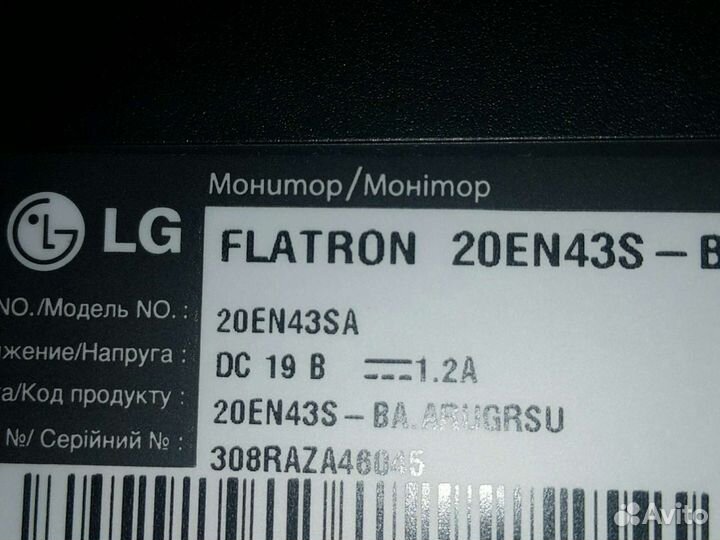 Монитор/Монімор
LG FLATRON 20EN43S-B
NO./Модель NO.: 20EN43SA
жение/Напруга: DC 19 В ⎓ 1.2A
а/Код продукту: 20EN43S-BA.ARUGRSU
№/ Серійний №: 308RAZA46045
Avito